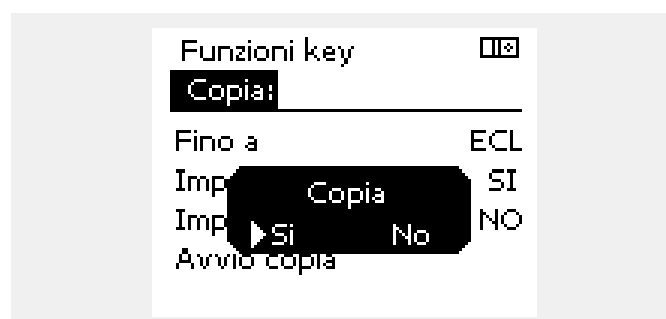 Funzioni key
Copia:
Fino a ECL
Imp SI
Copia
Imp NO
Si No
Avvio copia